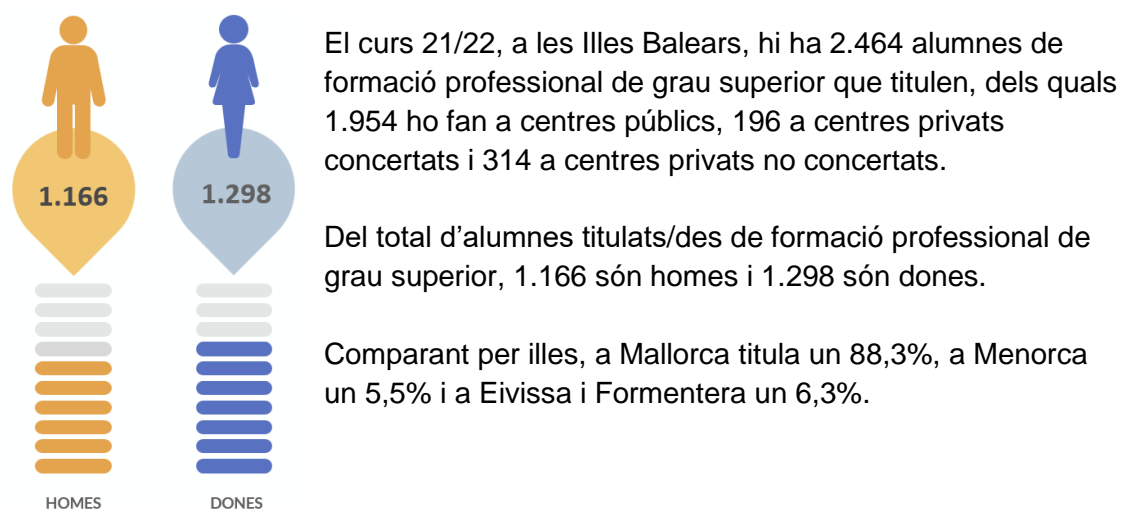 1.166
1.298
HOMES
DONES
El curs 21/22, a les Illes Balears, hi ha 2.464 alumnes de
formació professional de grau superior que titulen, dels quals
1.954 ho fan a centres públics, 196 a centres privats
concertats i 314 a centres privats no concertats.
Del total d’alumnes titulats/des de formació professional de
grau superior, 1.166 són homes i 1.298 són dones.
Comparant per illes, a Mallorca titula un 88,3%, a Menorca
un 5,5% i a Eivissa i Formentera un 6,3%.